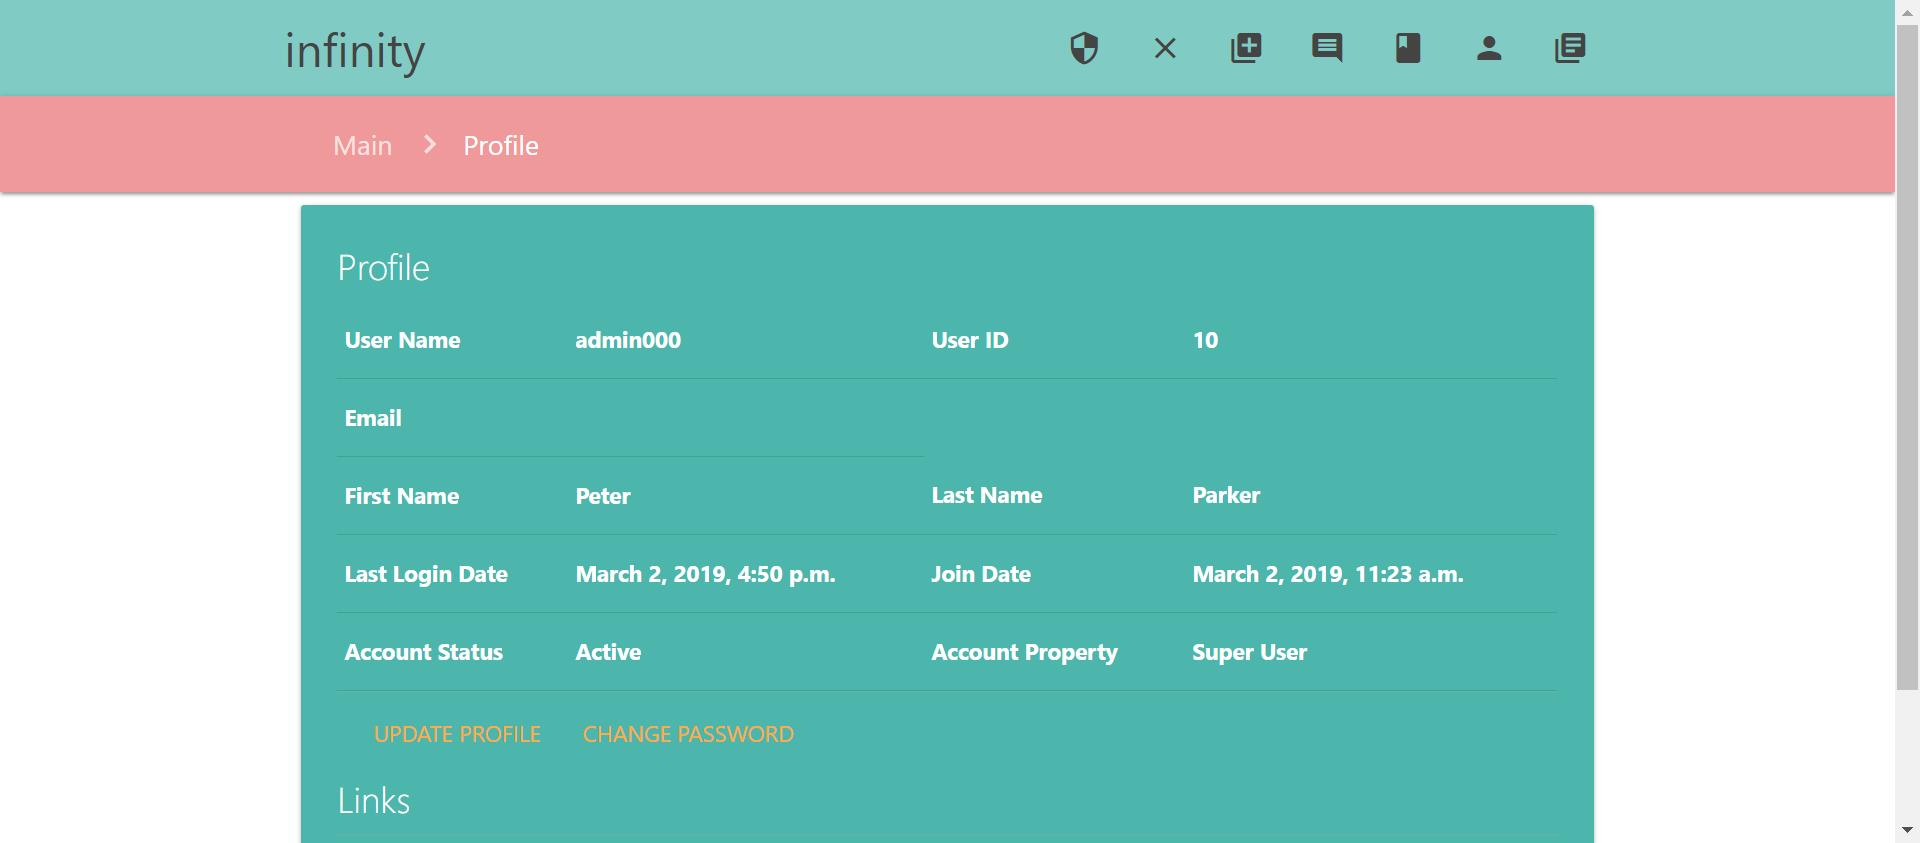 infinity
Main Profile
Profile
User Name admin000 User ID 10
Email
First Name Peter Last Name Parker
Last Login Date March 2, 2019, 4:50 p.m. Join Date March 2, 2019, 11:23 a.m.
Account Status Active Account Property Super User
UPDATE PROFILE CHANGE PASSWORD
Links